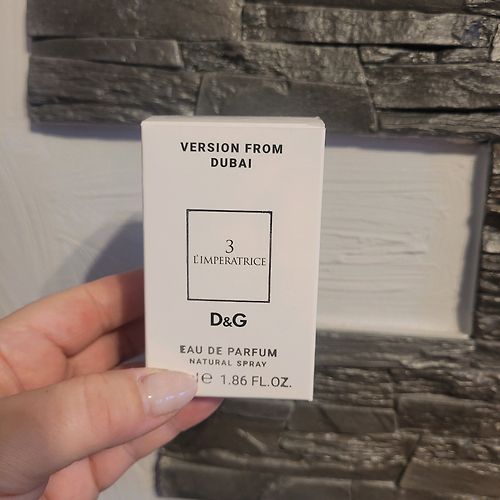 VERSION FROM
DUBAI
3
L'IMPERATRICE
D&G
EAU DE PARFUM
NATURAL SPRAY
e 1.86 FL.OZ.